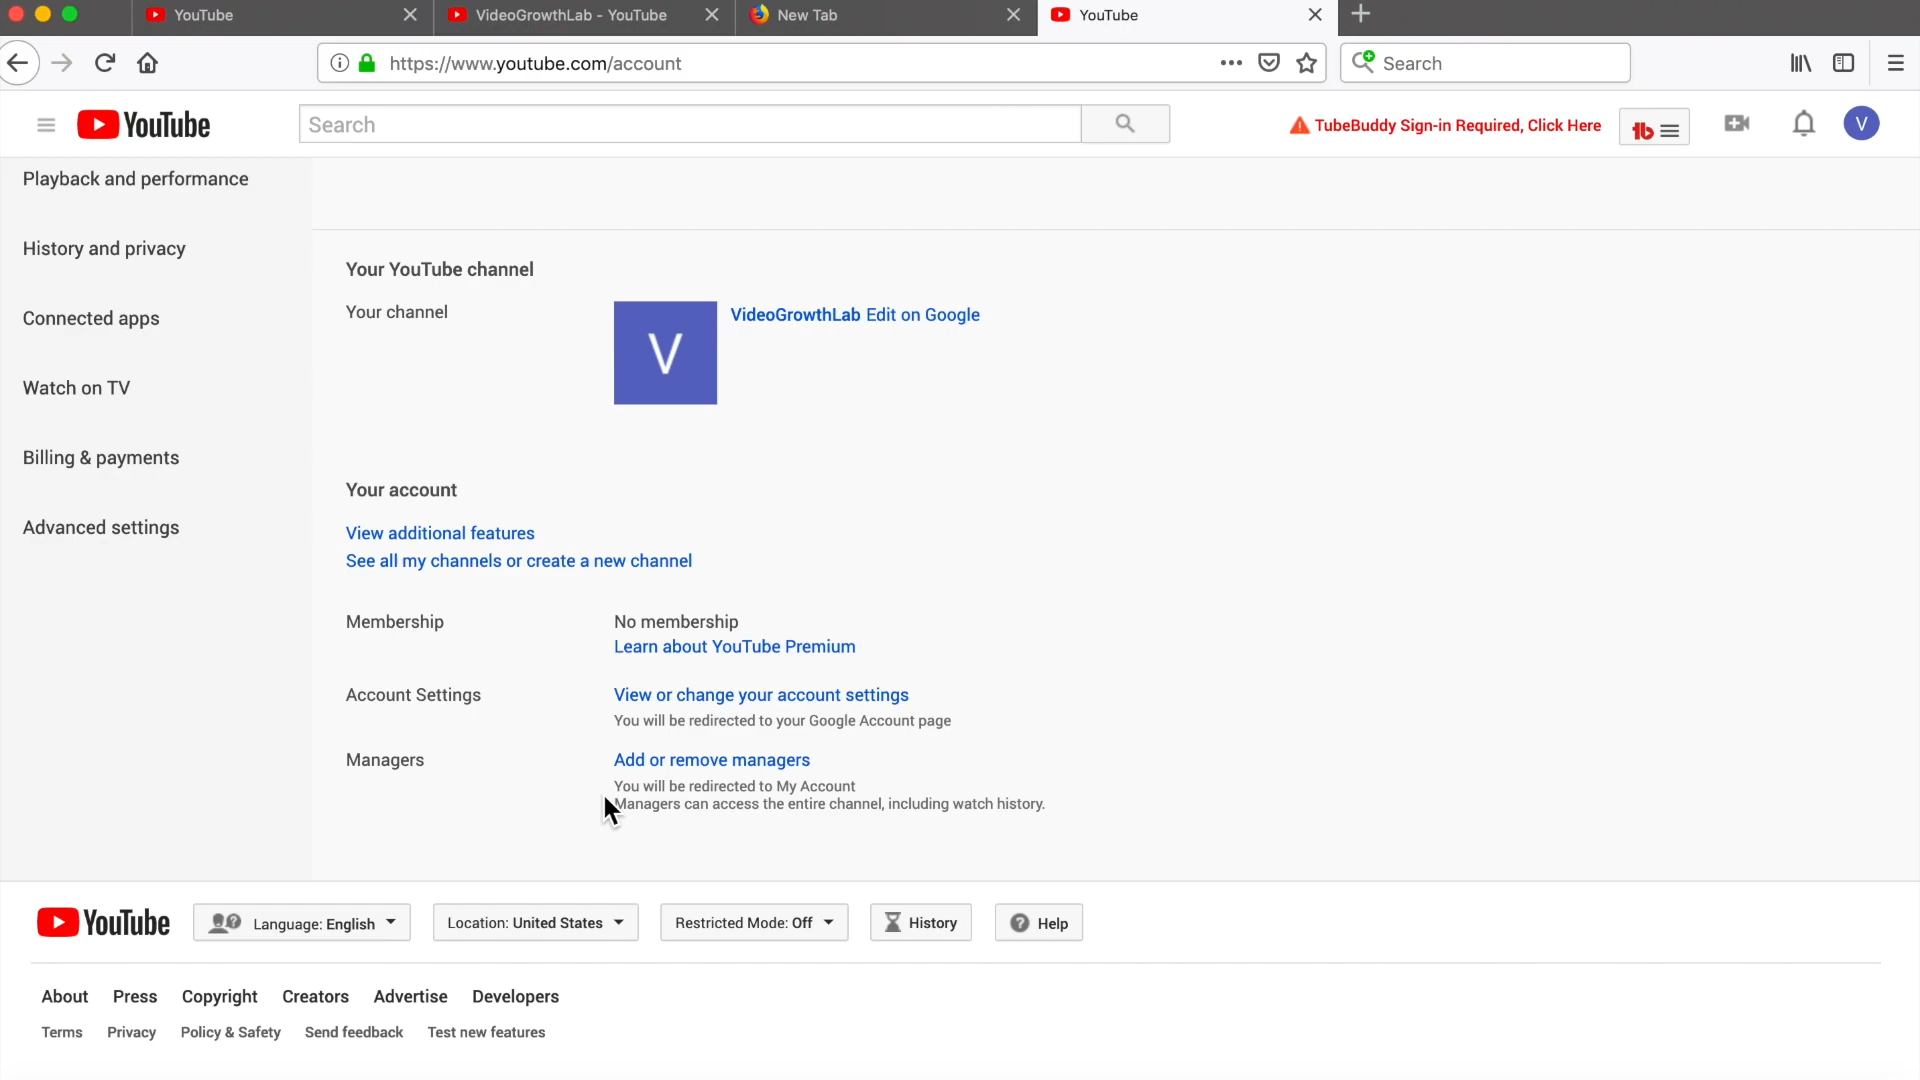 YouTube
VideoGrowthLab - YouTube
New Tab
YouTube
https://www.youtube.com/account
Search
YouTube
Search
TubeBuddy Sign-in Required, Click Here
tb
V
Playback and performance
History and privacy
Connected apps
Watch on TV
Billing & payments
Advanced settings
Your YouTube channel
Your channel
V
VideoGrowthLab Edit on Google
Your account
View additional features
See all my channels or create a new channel
Membership
No membership
Learn about YouTube Premium
Account Settings
View or change your account settings
You will be redirected to your Google Account page
Managers
Add or remove managers
You will be redirected to My Account
Managers can access the entire channel, including watch history.
YouTube
Language: English
Location: United States
Restricted Mode: Off
History
Help
About Press Copyright Creators Advertise Developers
Terms Privacy Policy & Safety Send feedback Test new features